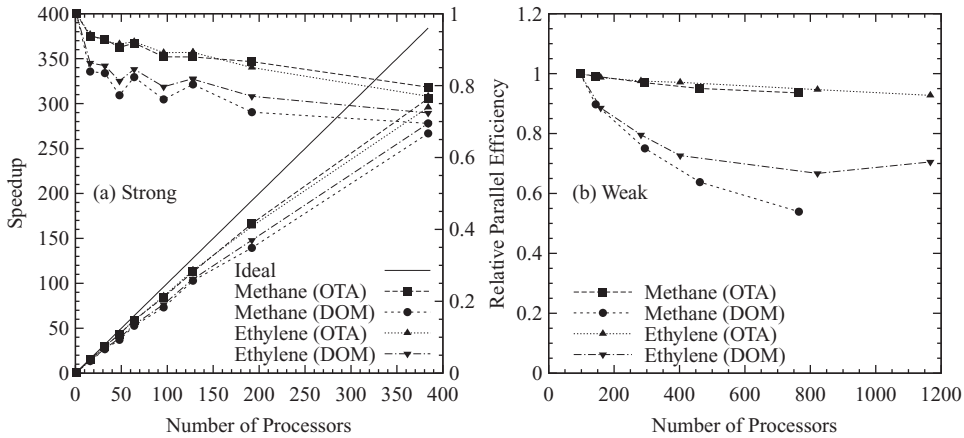 400
350
300
250
200
150
100
50
0
Speedup
(a) Strong
Ideal
Methane (OTA)
Methane (DOM)
Ethylene (OTA)
Ethylene (DOM)
0 50 100 150 200 250 300 350 400
Number of Processors
1
0.8
0.6
0.4
0.2
0
Relative Parallel Efficiency
1.2
1
0.8
0.6
0.4
0.2
0
(b) Weak
Methane (OTA)
Methane (DOM)
Ethylene (OTA)
Ethylene (DOM)
0 200 400 600 800 1000 1200
Number of Processors